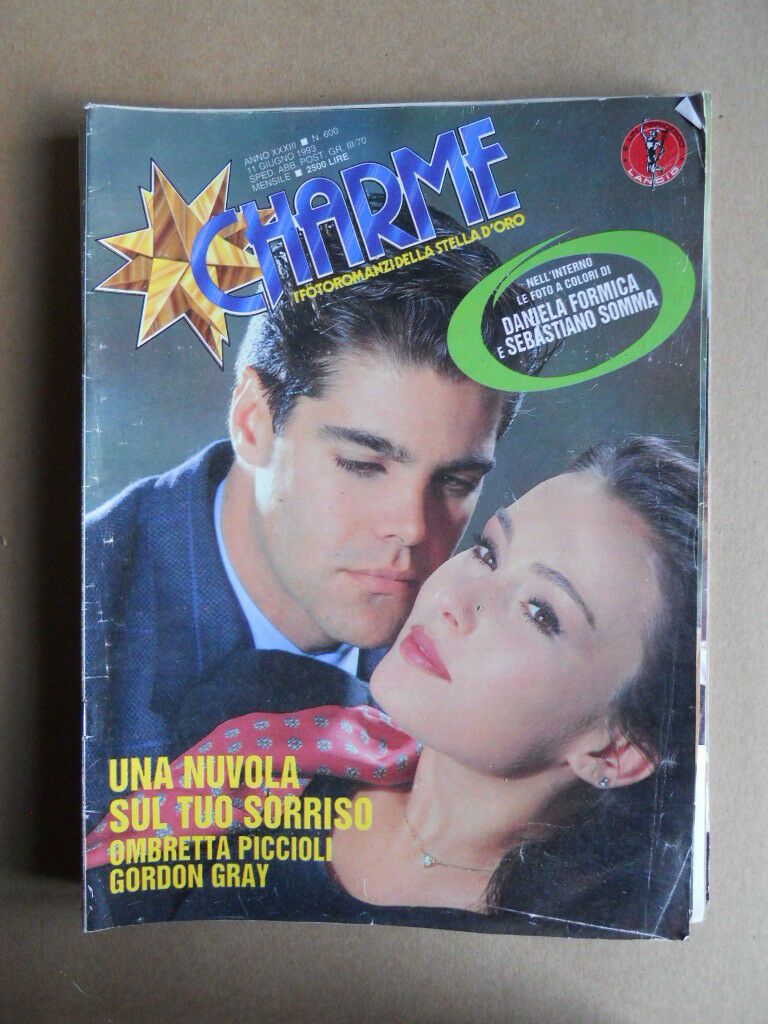 ANNO XXXIII ■ N. 600
11 GIUGNO 1993
SPED. ABB. POST. GR. III/70
MENSILE ■ 2500 LIRE
CHARME
I FOTOROMANZI DELLA STELLA D'ORO
LANCIO
NELL'INTERNO
LE FOTO A COLORI DI
DANIELA FORMICA
E SEBASTIANO SOMMA
UNA NUVOLA
SUL TUO SORRISO
OMBRETTA PICCIOLI
GORDON GRAY